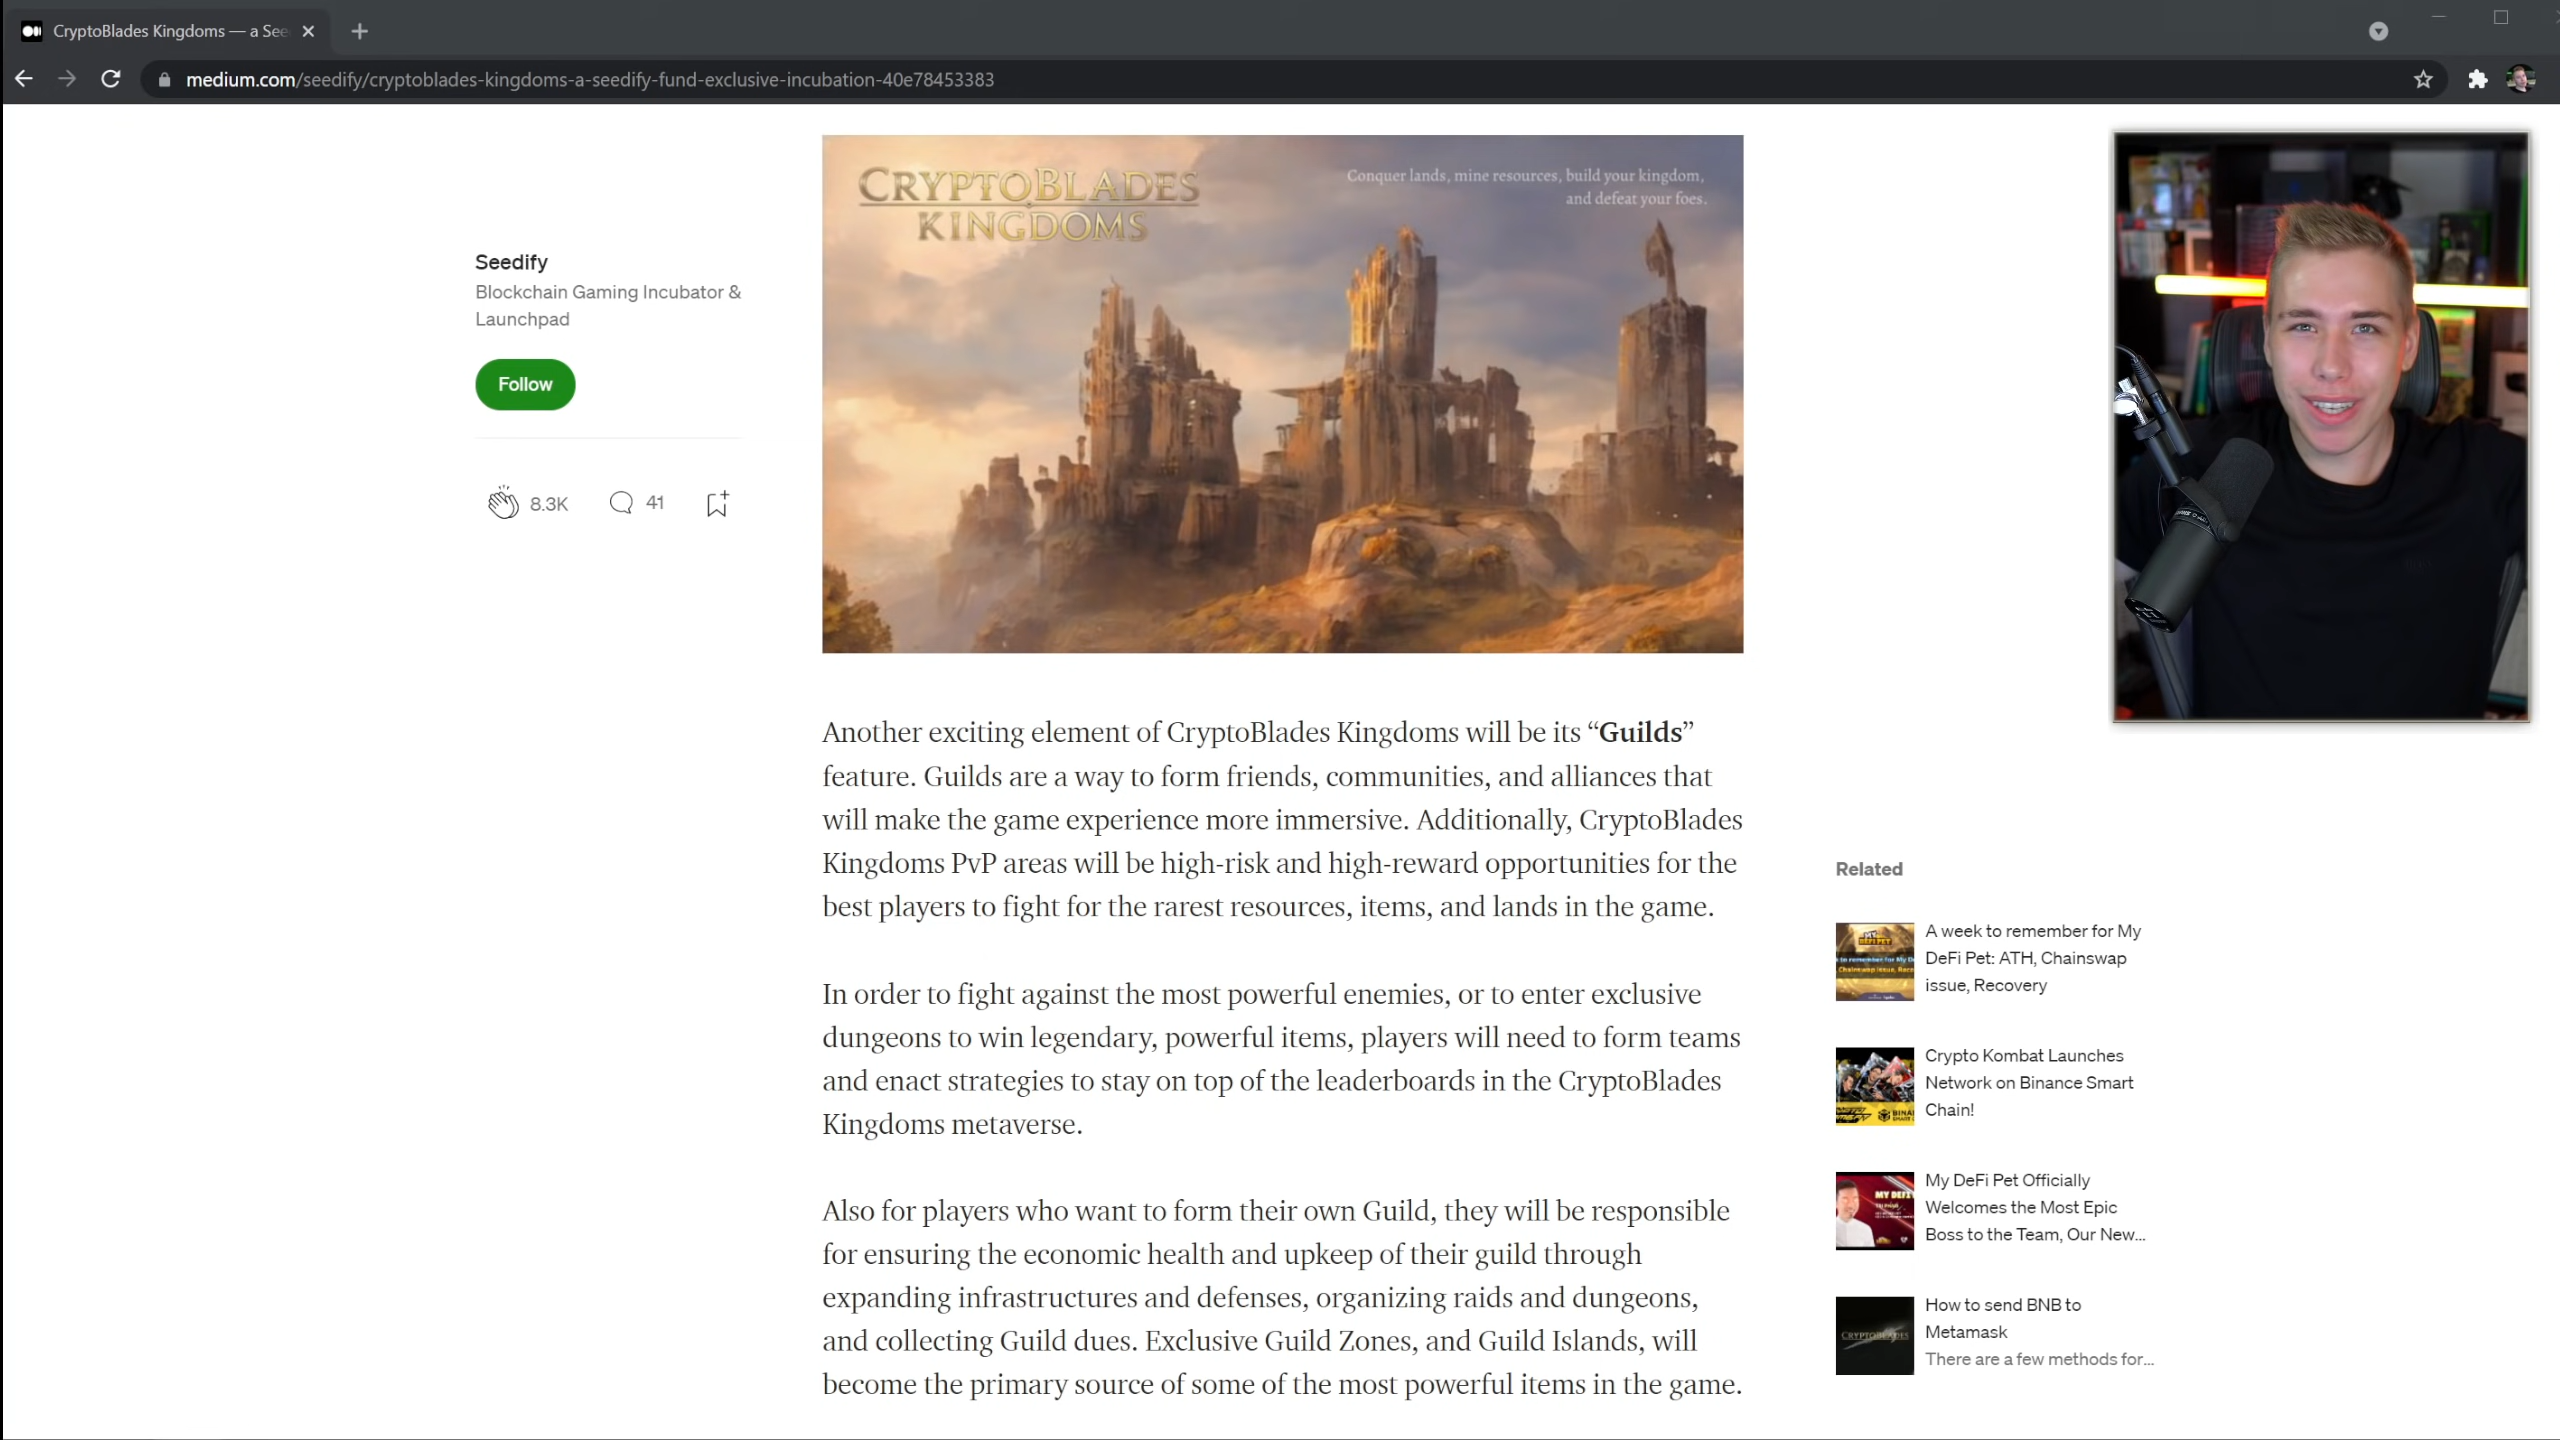 CryptoBlades Kingdoms — a See
medium.com/seedify/cryptoblades-kingdoms-a-seedify-fund-exclusive-incubation-40e78453383
CRYPTOBLADES
KINGDOMS
Conquer lands, mine resources, build your kingdom,
and defeat your foes.
Seedify
Blockchain Gaming Incubator &
Launchpad
Follow
8.3K
41
Another exciting element of CryptoBlades Kingdoms will be its “Guilds”
feature. Guilds are a way to form friends, communities, and alliances that
will make the game experience more immersive. Additionally, CryptoBlades
Kingdoms PvP areas will be high-risk and high-reward opportunities for the
best players to fight for the rarest resources, items, and lands in the game.
In order to fight against the most powerful enemies, or to enter exclusive
dungeons to win legendary, powerful items, players will need to form teams
and enact strategies to stay on top of the leaderboards in the CryptoBlades
Kingdoms metaverse.
Also for players who want to form their own Guild, they will be responsible
for ensuring the economic health and upkeep of their guild through
expanding infrastructures and defenses, organizing raids and dungeons,
and collecting Guild dues. Exclusive Guild Zones, and Guild Islands, will
become the primary source of some of the most powerful items in the game.
Related
A week to remember for My
DeFi Pet: ATH, Chainswap
issue, Recovery
Crypto Kombat Launches
Network on Binance Smart
Chain!
My DeFi Pet Officially
Welcomes the Most Epic
Boss to the Team, Our New...
How to send BNB to
Metamask
There are a few methods for...
CRYPTOBLADES